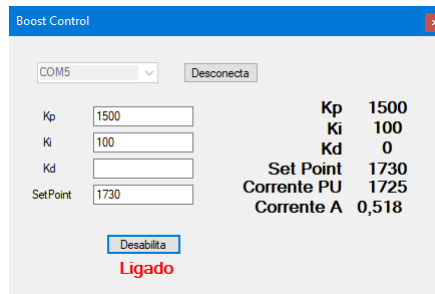 Boost Control
COM5
Desconecta
Kp 1500
Ki 100
Kd
SetPoint 1730
Desabilita
Ligado
Kp 1500
Ki 100
Kd 0
Set Point 1730
Corrente PU 1725
Corrente A 0,518